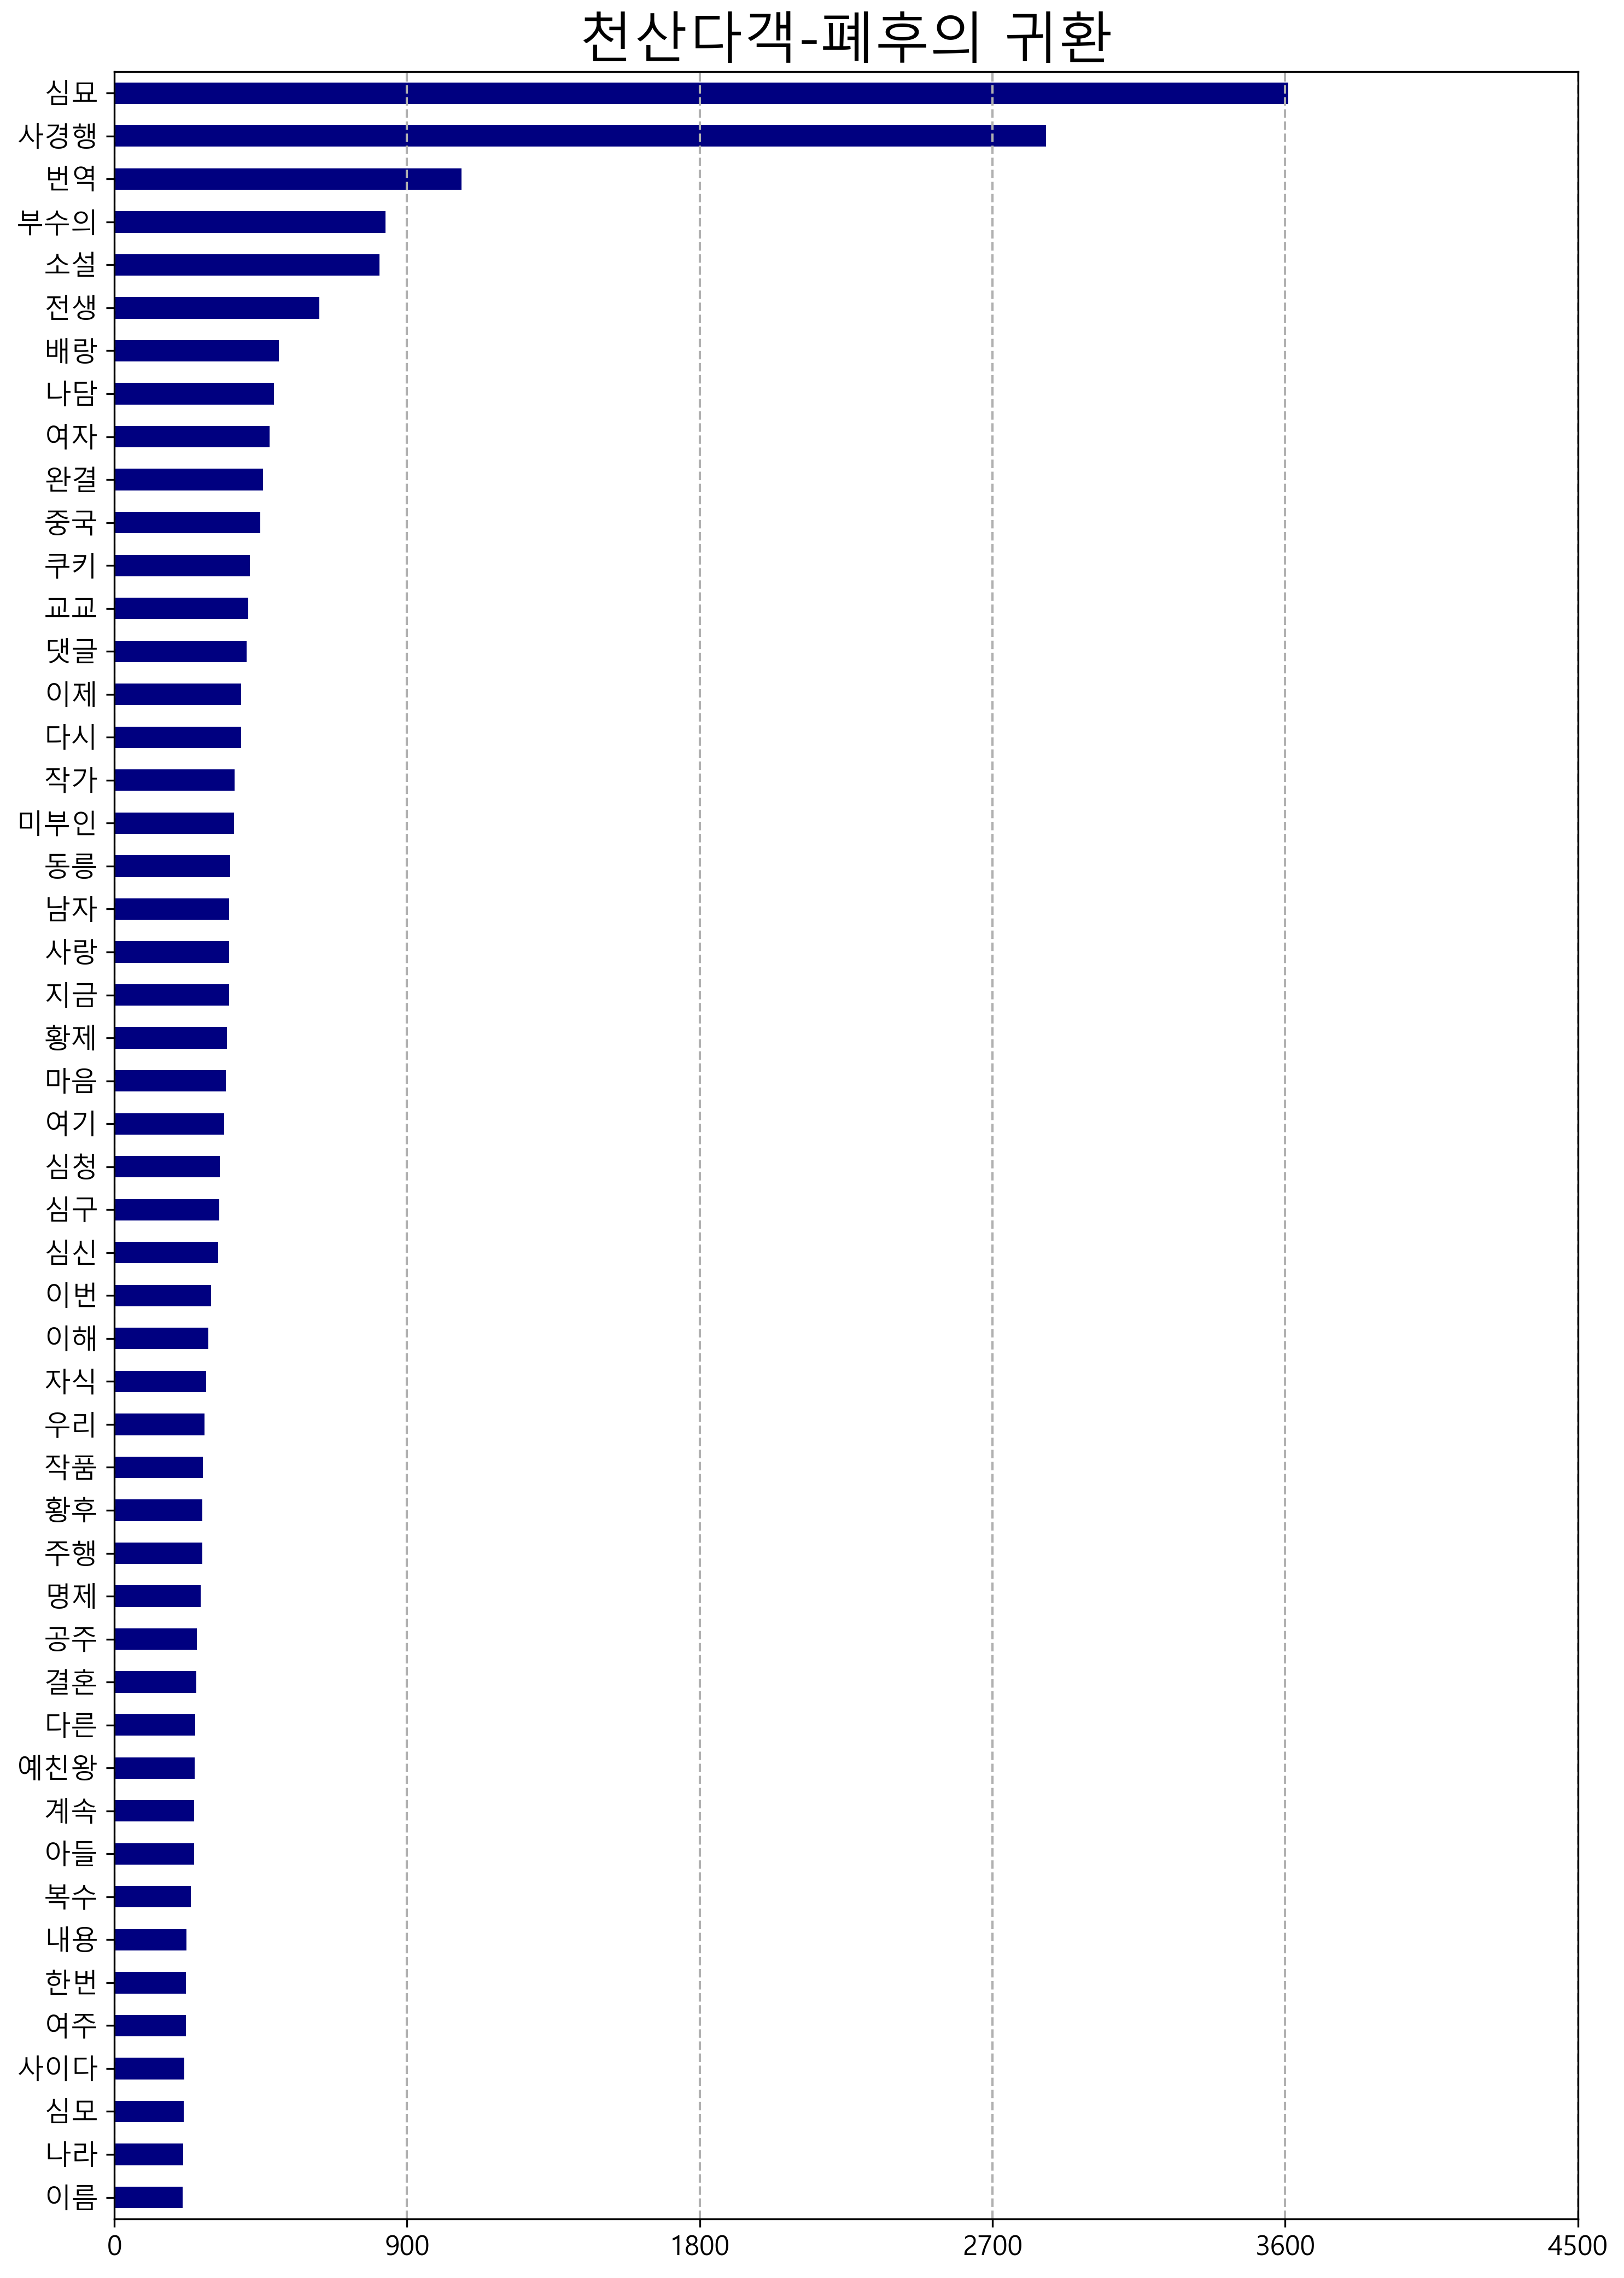 천산다객-폐후의 귀환
심묘
사경행
번역
부수의
소설
전생
배랑
나담
여자
완결
중국
쿠키
교교
댓글
이제
다시
작가
미부인
동릉
남자
사랑
지금
황제
마음
여기
심청
심구
심신
이번
이해
자식
우리
작품
황후
주행
명제
공주
결혼
다른
예친왕
계속
아들
복수
내용
한번
여주
사이다
심모
나라
이름
0 900 1800 2700 3600 4500